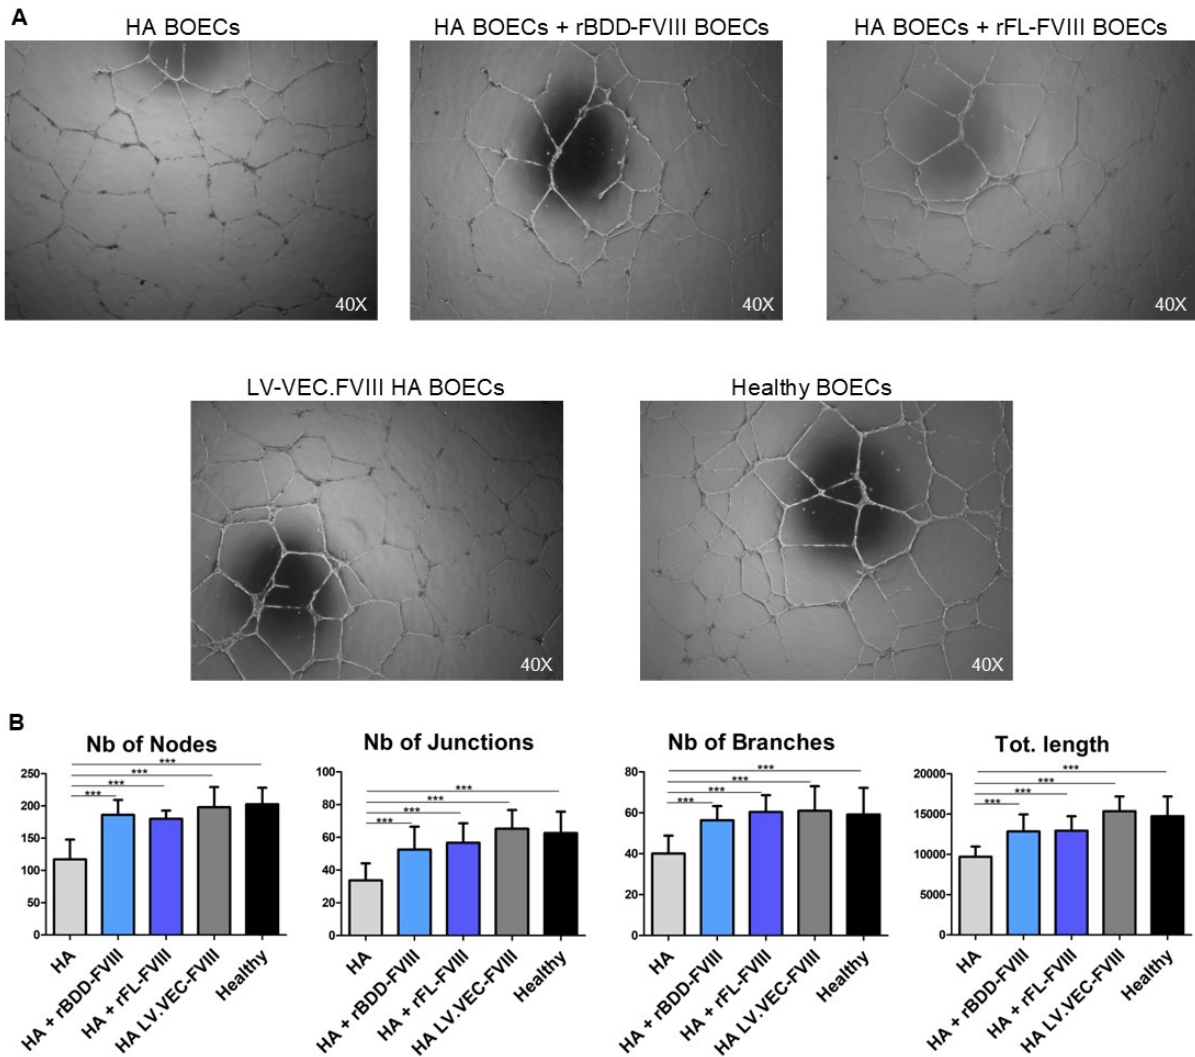 A
HA BOECs
HA BOECs + rBDD-FVIII BOECs
HA BOECs + rFL-FVIII BOECs
40X
40X
40X
LV-VEC.FVIII HA BOECs
Healthy BOECs
40X
40X
B
Nb of Nodes
***
***
***
***
250
200
150
100
50
0
HA
HA + rBDD-FVIII
HA + rFL-FVIII
HA LV.VEC-FVIII
Healthy
Nb of Junctions
***
***
***
***
100
80
60
40
20
0
HA
HA + rBDD-FVIII
HA + rFL-FVIII
HA LV.VEC-FVIII
Healthy
Nb of Branches
***
***
***
***
80
60
40
20
0
HA
HA + rBDD-FVIII
HA + rFL-FVIII
HA LV.VEC-FVIII
Healthy
Tot. length
***
***
***
***
20000
15000
10000
5000
0
HA
HA + rBDD-FVIII
HA + rFL-FVIII
HA LV.VEC-FVIII
Healthy